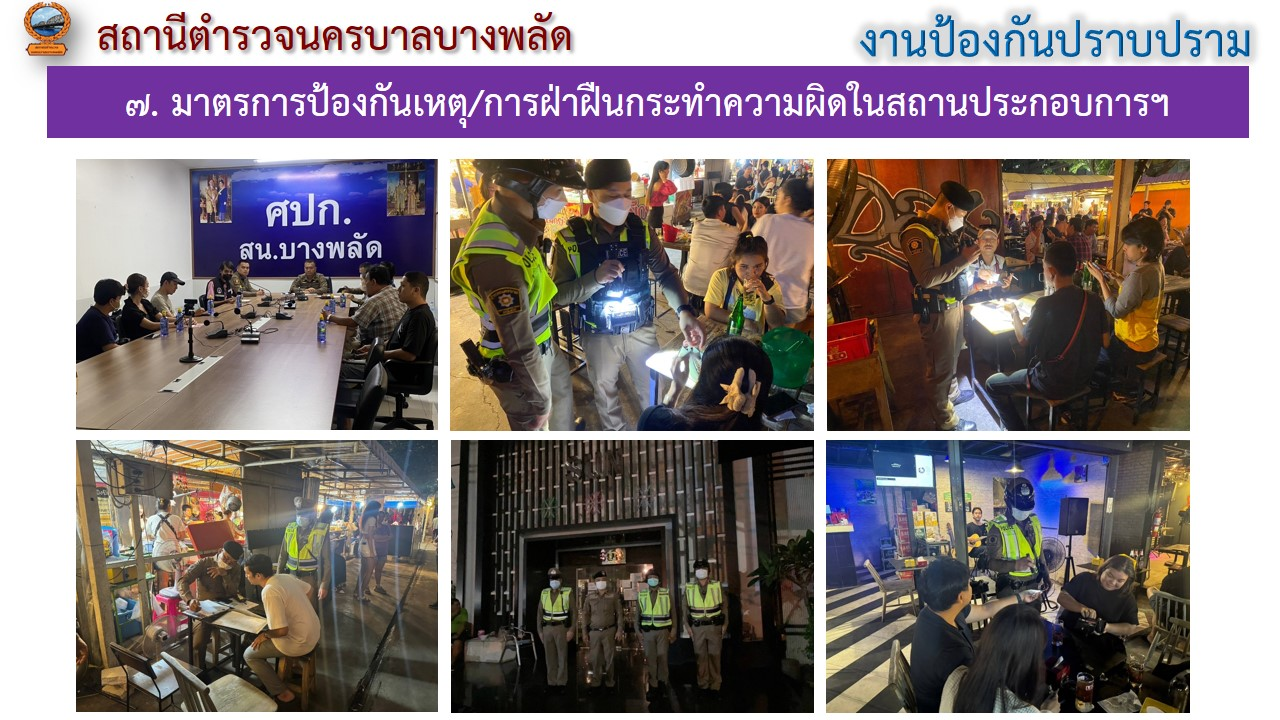 สถานีตำรวจนครบาลบางพลัด
งานป้องกันปราบปราม
๗. มาตรการป้องกันเหตุ/การฝ่าฝืนกระทำความผิดในสถานประกอบการฯ
ศปก.
สน.บางพลัด